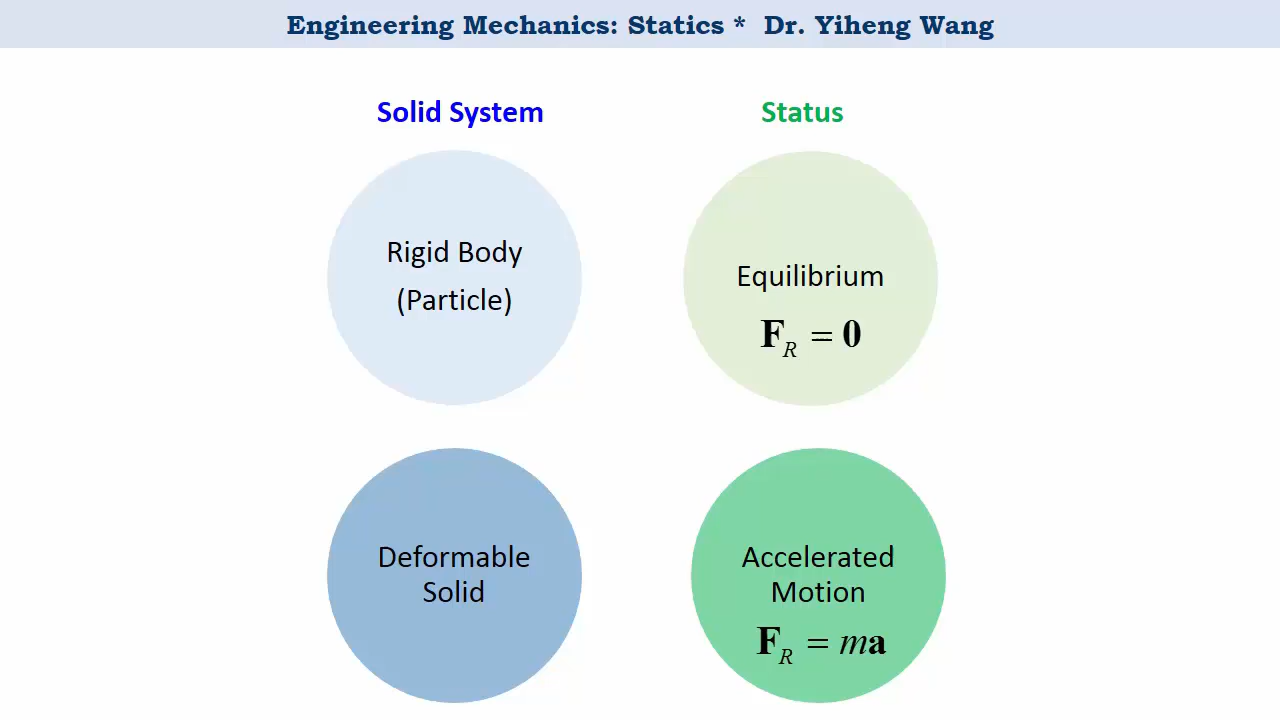 Engineering Mechanics: Statics * Dr. Yiheng Wang
Solid System
Status
Rigid Body
(Particle)
Equilibrium
F_R = 0
Deformable
Solid
Accelerated
Motion
F_R = ma